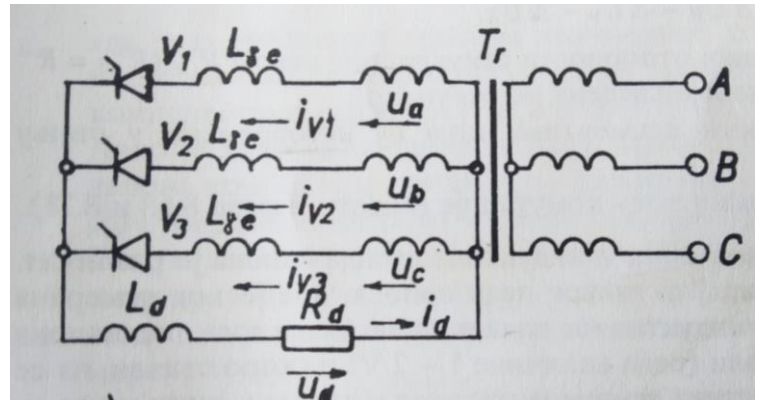 V1 Lγe Tr A
iv1 ua
V2 Lγe B
iv2 ub
V3 Lγe C
iv3 uc
Ld Rd id
ud